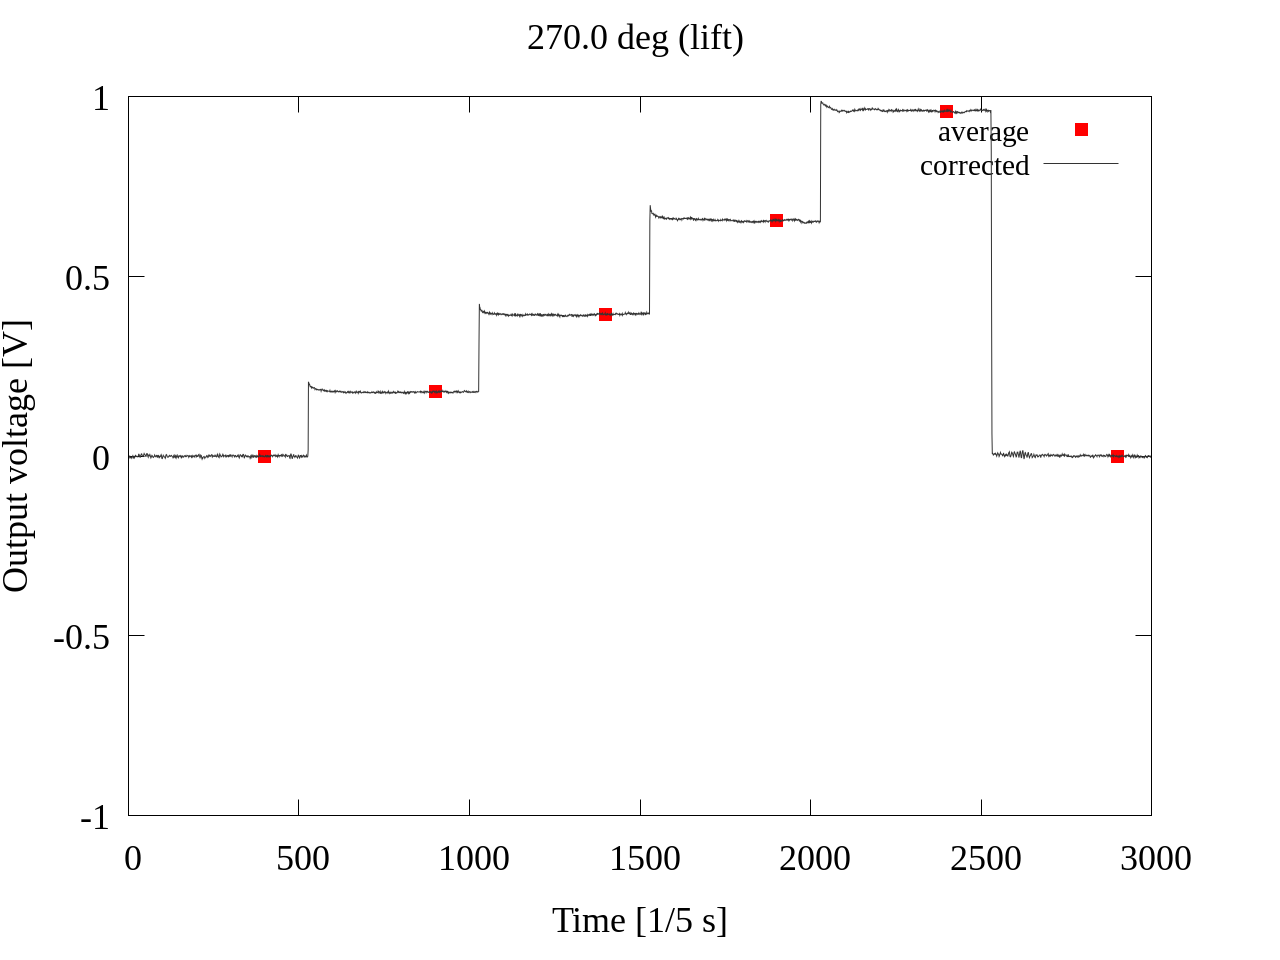 270.0 deg (lift)
average
corrected
1
0.5
0
-0.5
-1
Output voltage [V]
0 500 1000 1500 2000 2500 3000
Time [1/5 s]